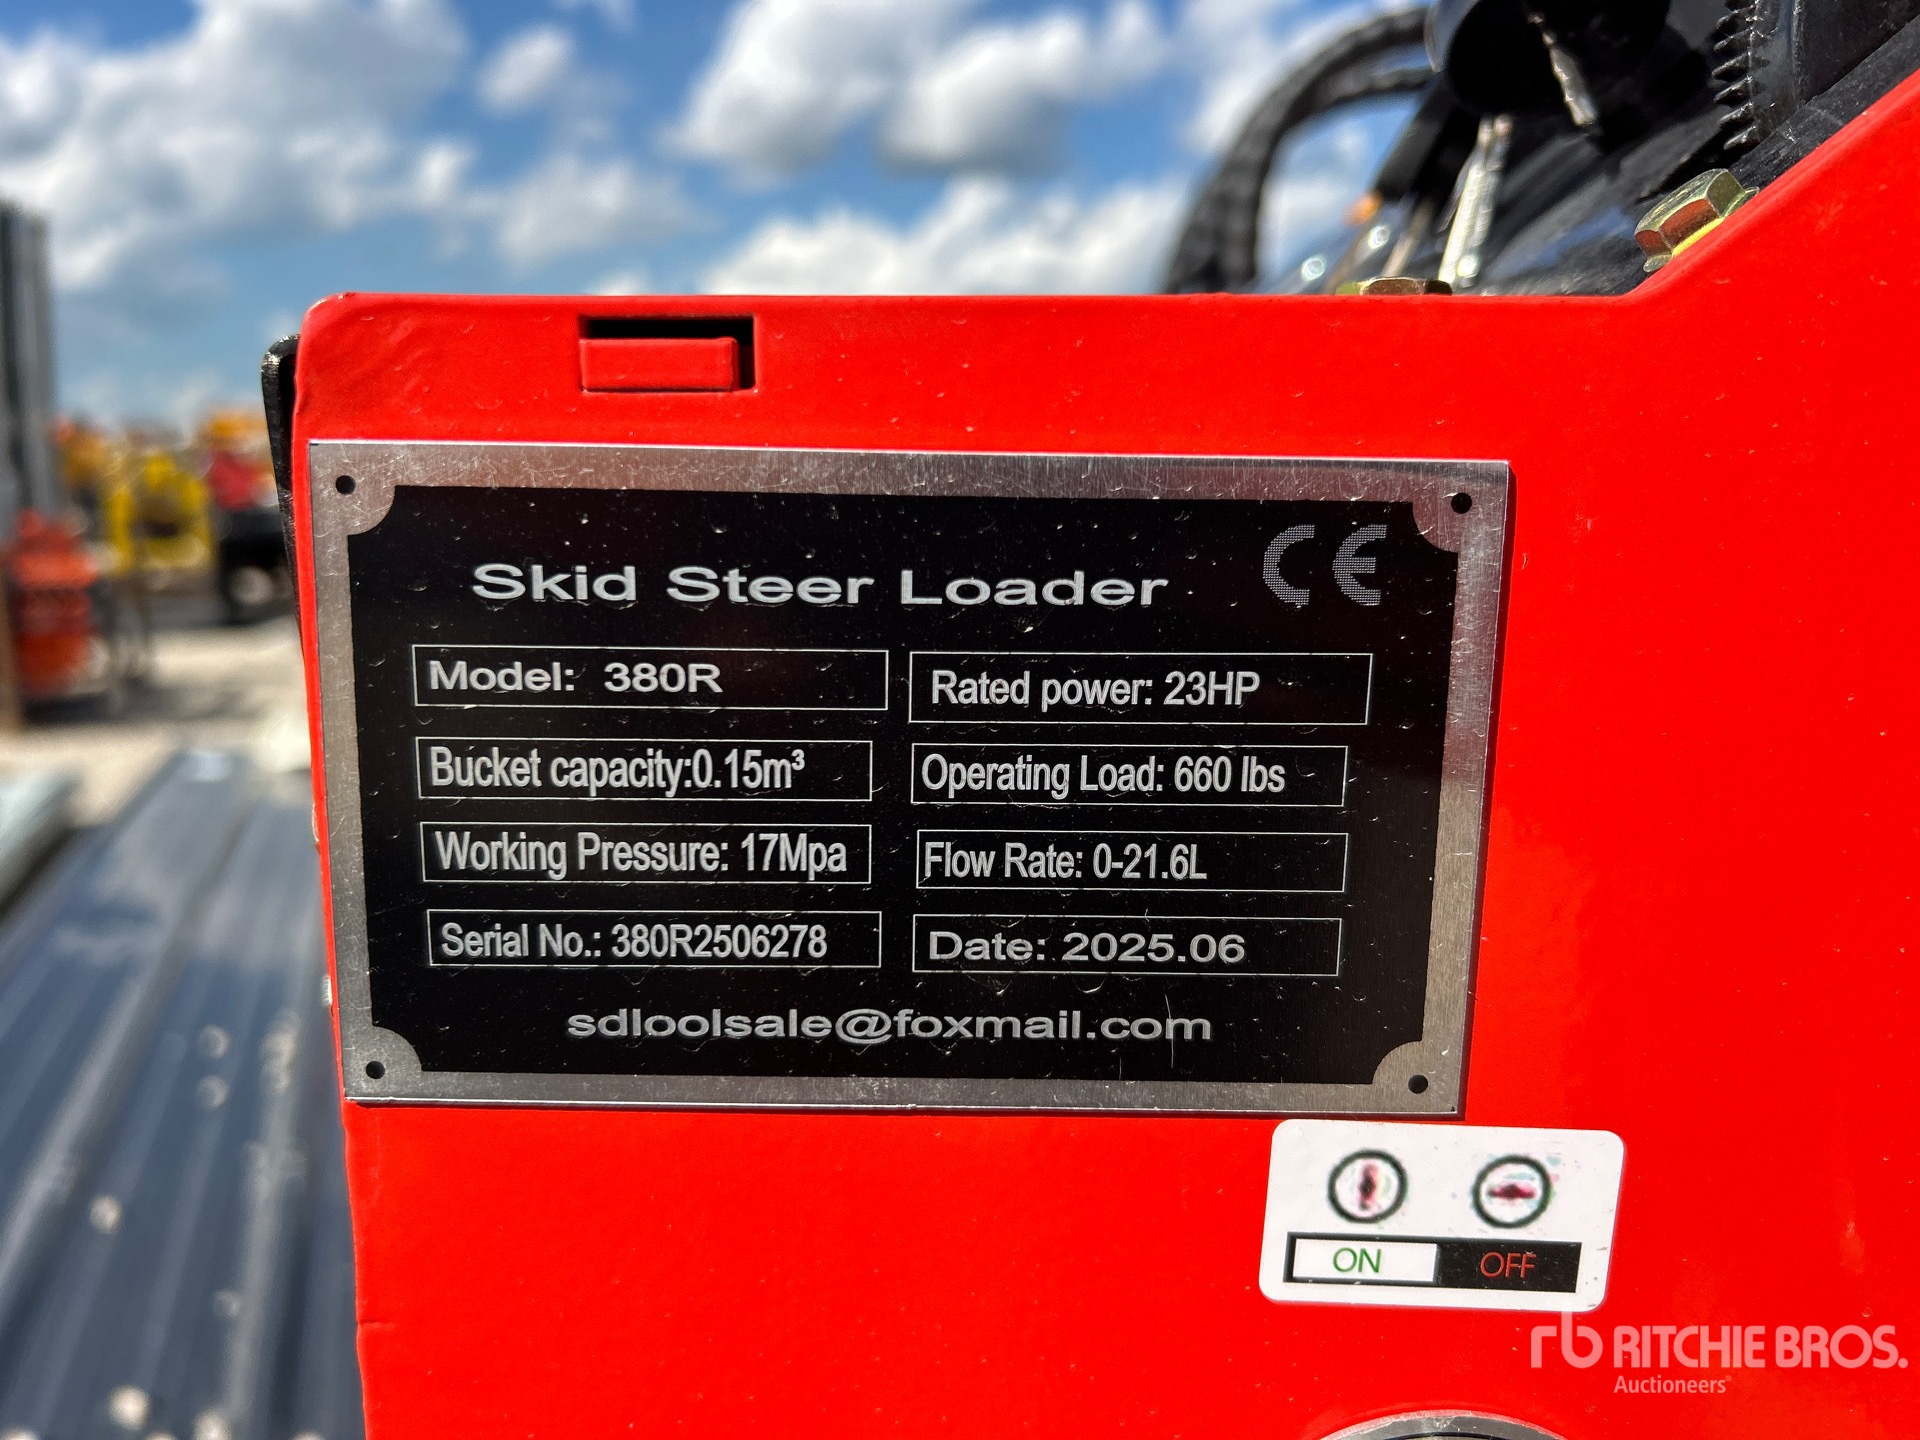 Skid Steer Loader CE
Model: 380R
Rated power: 23HP
Bucket capacity:0.15m³
Operating Load: 660 lbs
Working Pressure: 17Mpa
Flow Rate: 0-21.6L
Serial No.: 380R2506278
Date: 2025.06
sdloolsale@foxmail.com
ON OFF
rb RITCHIE BROS.
Auctioneers